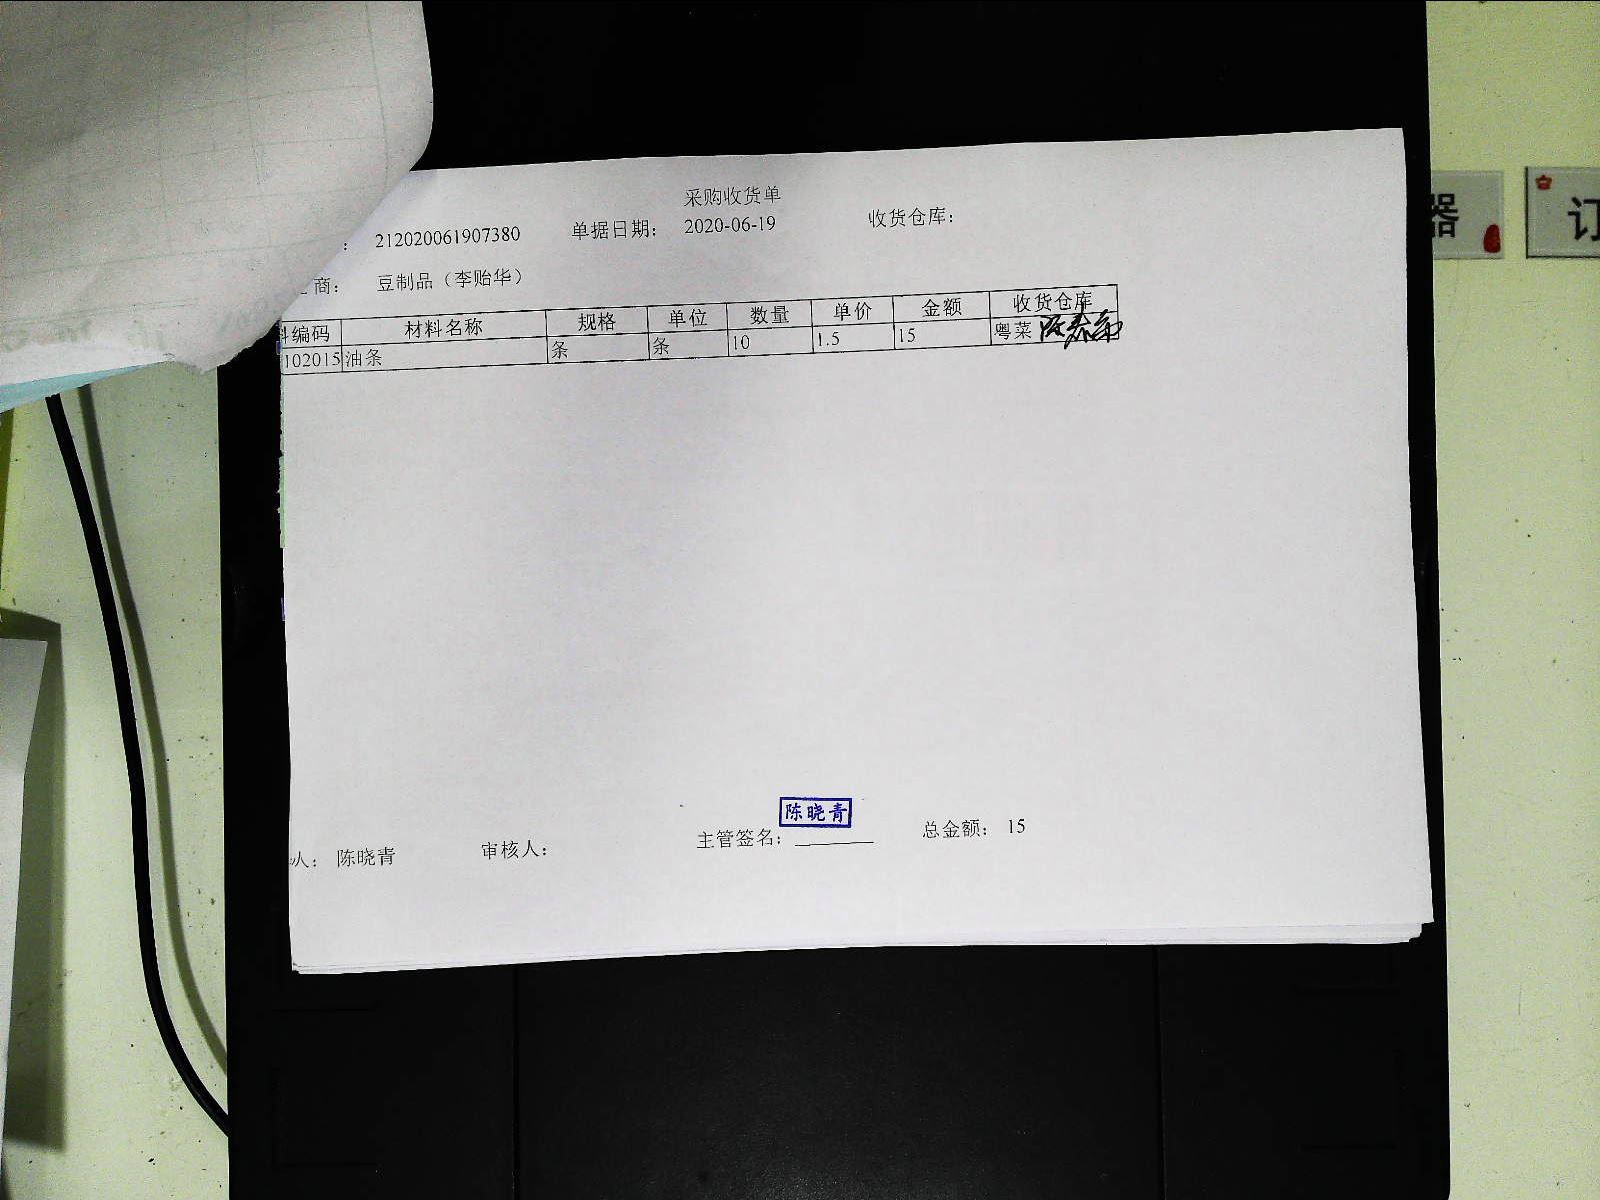 采购收货单
: 212020061907380 单据日期: 2020-06-19 收货仓库:
商: 豆制品（李贻华）
编码 材料名称 规格 单位 数量 单价 金额 收货仓库
102015 油条 条 条 10 1.5 15 粤菜
陈晓青
人: 陈晓青 审核人: 主管签名: 总金额: 15
器
订